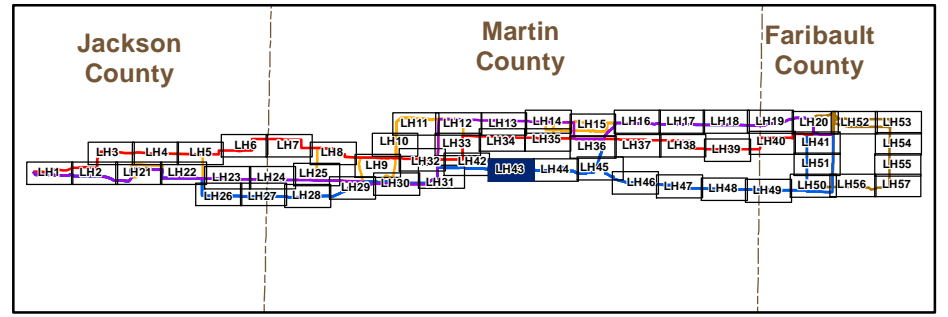 Jackson
County
Martin
County
Faribault
County
LH11 LH12 LH13 LH14 LH15 LH16 LH17 LH18 LH19 LH20 LH52 LH53
LH10 LH33 LH34 LH35 LH36 LH37 LH38 LH39 LH40 LH41 LH54
LH3 LH4 LH5 LH6 LH7 LH8
LH9 LH32 LH42 LH51 LH55
LH1 LH2 LH21 LH22 LH23 LH24 LH25 LH43 LH44 LH45
LH29 LH30 LH31 LH46 LH47 LH48 LH49 LH50 LH56 LH57
LH26 LH27 LH28